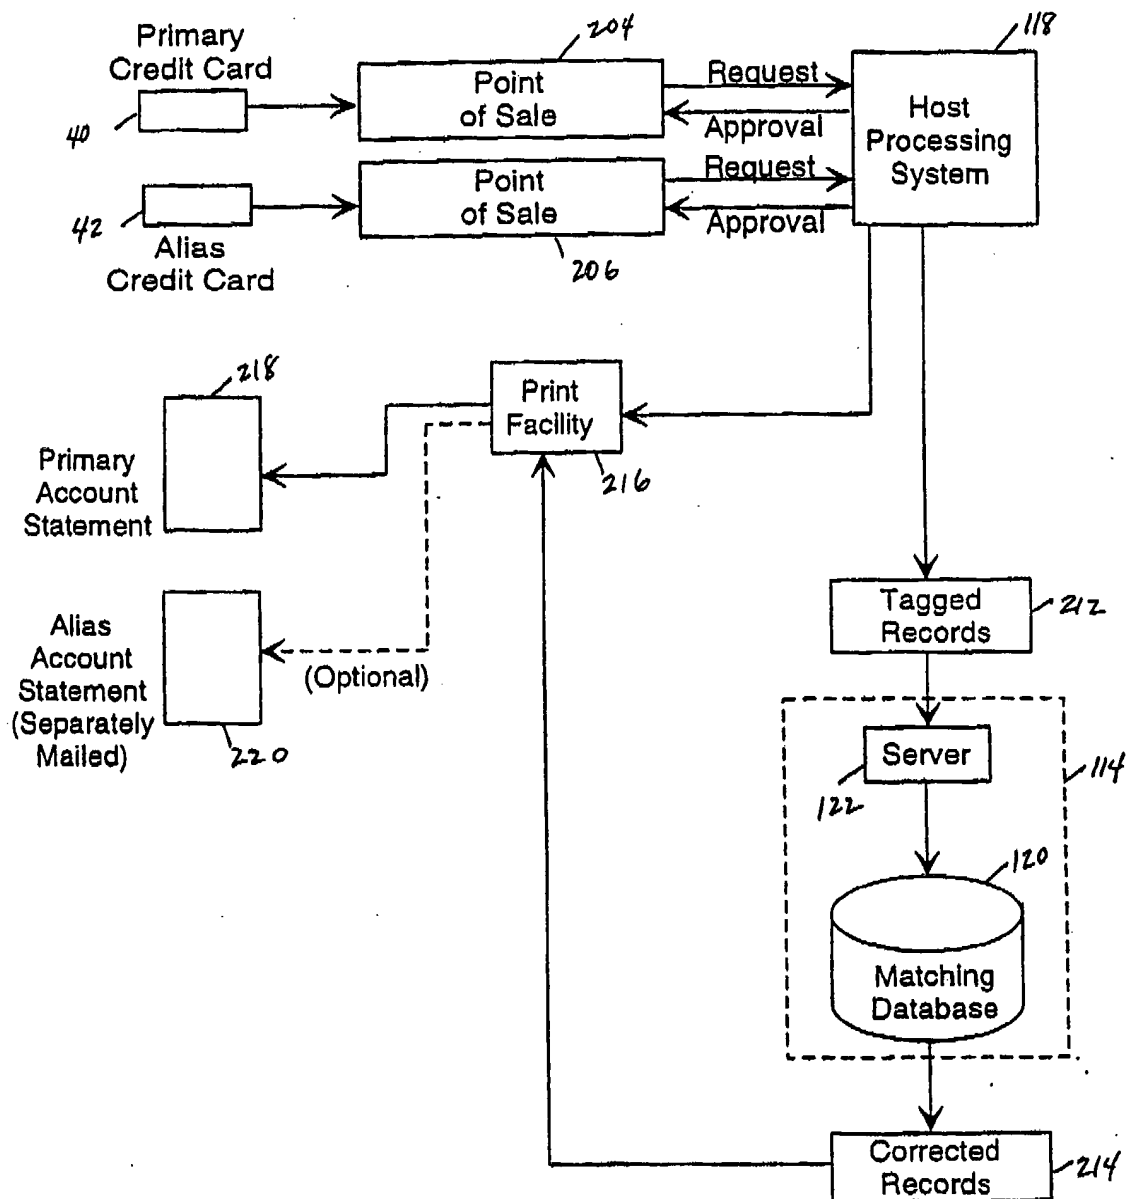 Primary
Credit Card
40
204
Point
of Sale
Request
Approval
118
Host
Processing
System
42
Alias
Credit Card
Point
of Sale
206
Request
Approval
218
Primary
Account
Statement
Print
Facility
216
Alias
Account
Statement
(Separately
Mailed)
220
(Optional)
Tagged
Records
212
Server
122
114
120
Matching
Database
Corrected
Records
214